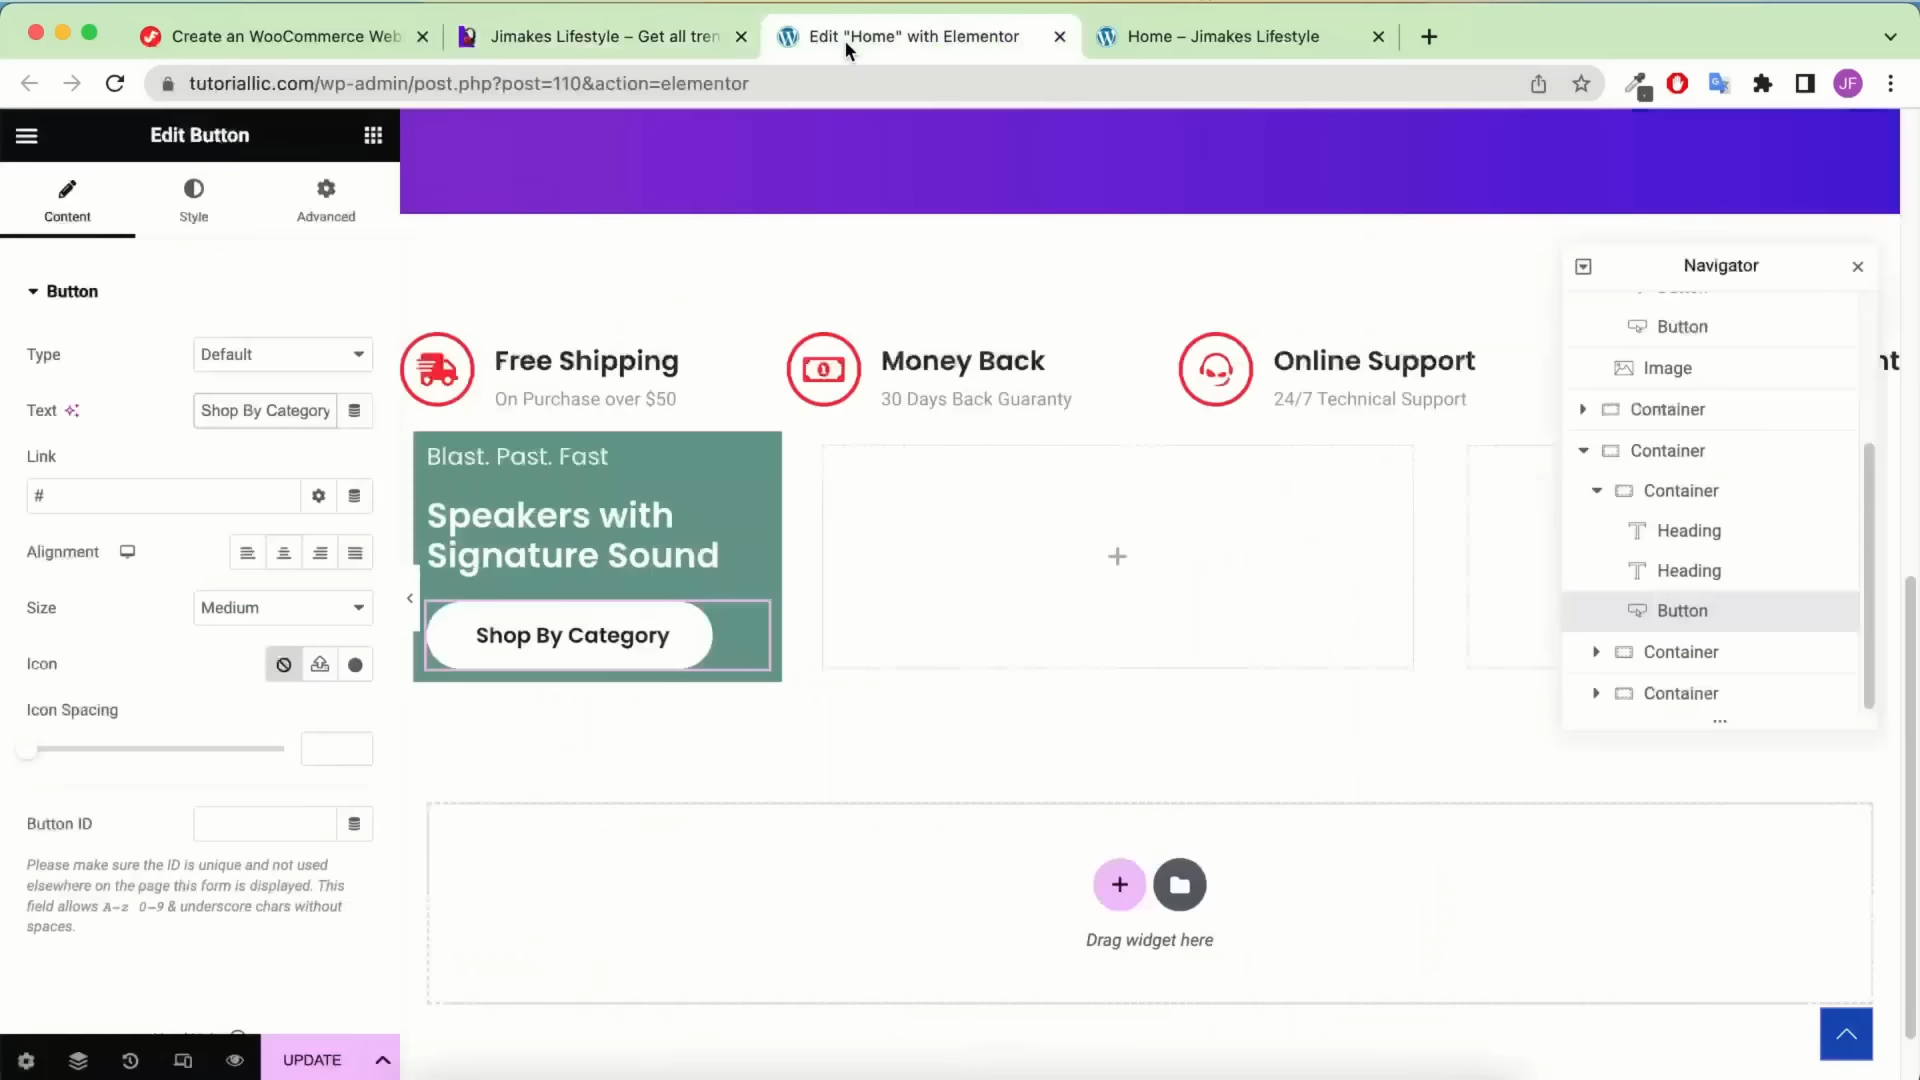 Create an WooCommerce Web
Jimakes Lifestyle – Get all tren
Edit "Home" with Elementor
Home – Jimakes Lifestyle
tutoriallic.com/wp-admin/post.php?post=110&action=elementor
JF
Edit Button
Content
Style
Advanced
Button
Type
Default
Text
Shop By Category
Link
#
Alignment
Size
Medium
Icon
Icon Spacing
Button ID
Please make sure the ID is unique and not used
elsewhere on the page this form is displayed. This
field allows A-z 0-9 & underscore chars without
spaces.
UPDATE
Free Shipping
On Purchase over $50
Money Back
30 Days Back Guaranty
Online Support
24/7 Technical Support
nt
Blast. Past. Fast
Speakers with
Signature Sound
Shop By Category
Drag widget here
Navigator
Button
Image
Container
Container
Container
Heading
Heading
Button
Container
Container